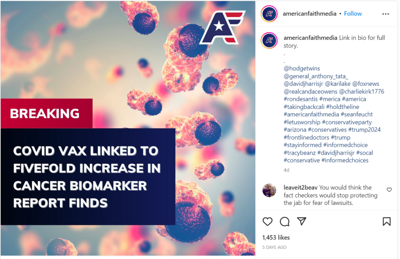 americanfaithmedia • Follow
BREAKING
COVID VAX LINKED TO
FIVEFOLD INCREASE IN
CANCER BIOMARKER
REPORT FINDS
americanfaithmedia Link in bio for full
story.
.
.
@hodgetwins
@general_anthony_tata_
@davidjharrisjr @karilake @foxnews
@realcandaceowens @charliekirk1776
#rondesantis #merica #america
#takingbackcali #holdtheline
#americanfaithmedia #seanfeucht
#letusworship #conservativeparty
#arizona #conservatives #trump2024
#frontlinedoctors #trump
#stayinformed #informedchoice
#tracybeanz #davidjharrisjr #socal
#conservative #informedchoices
4d
leaveit2beav You would think the
fact checkers would stop protecting
the jab for fear of lawsuits.
1,453 likes
5 DAYS AGO